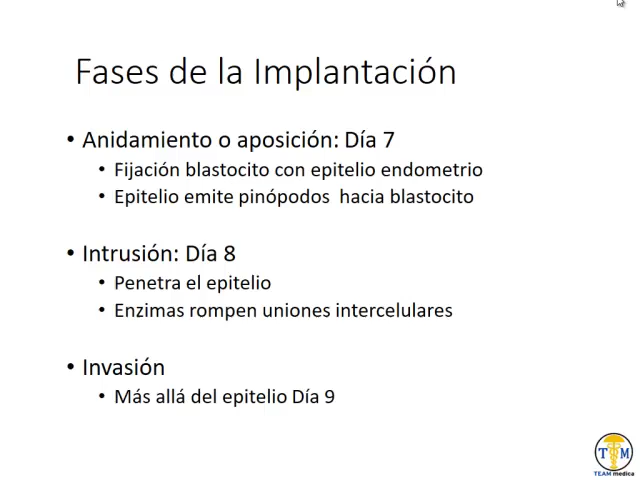 Fases de la Implantación
• Anidamiento o aposición: Día 7
• Fijación blastocito con epitelio endometrio
• Epitelio emite pinópodos hacia blastocito
• Intrusión: Día 8
• Penetra el epitelio
• Enzimas rompen uniones intercelulares
• Invasión
• Más allá del epitelio Día 9
T M
TEAM medica